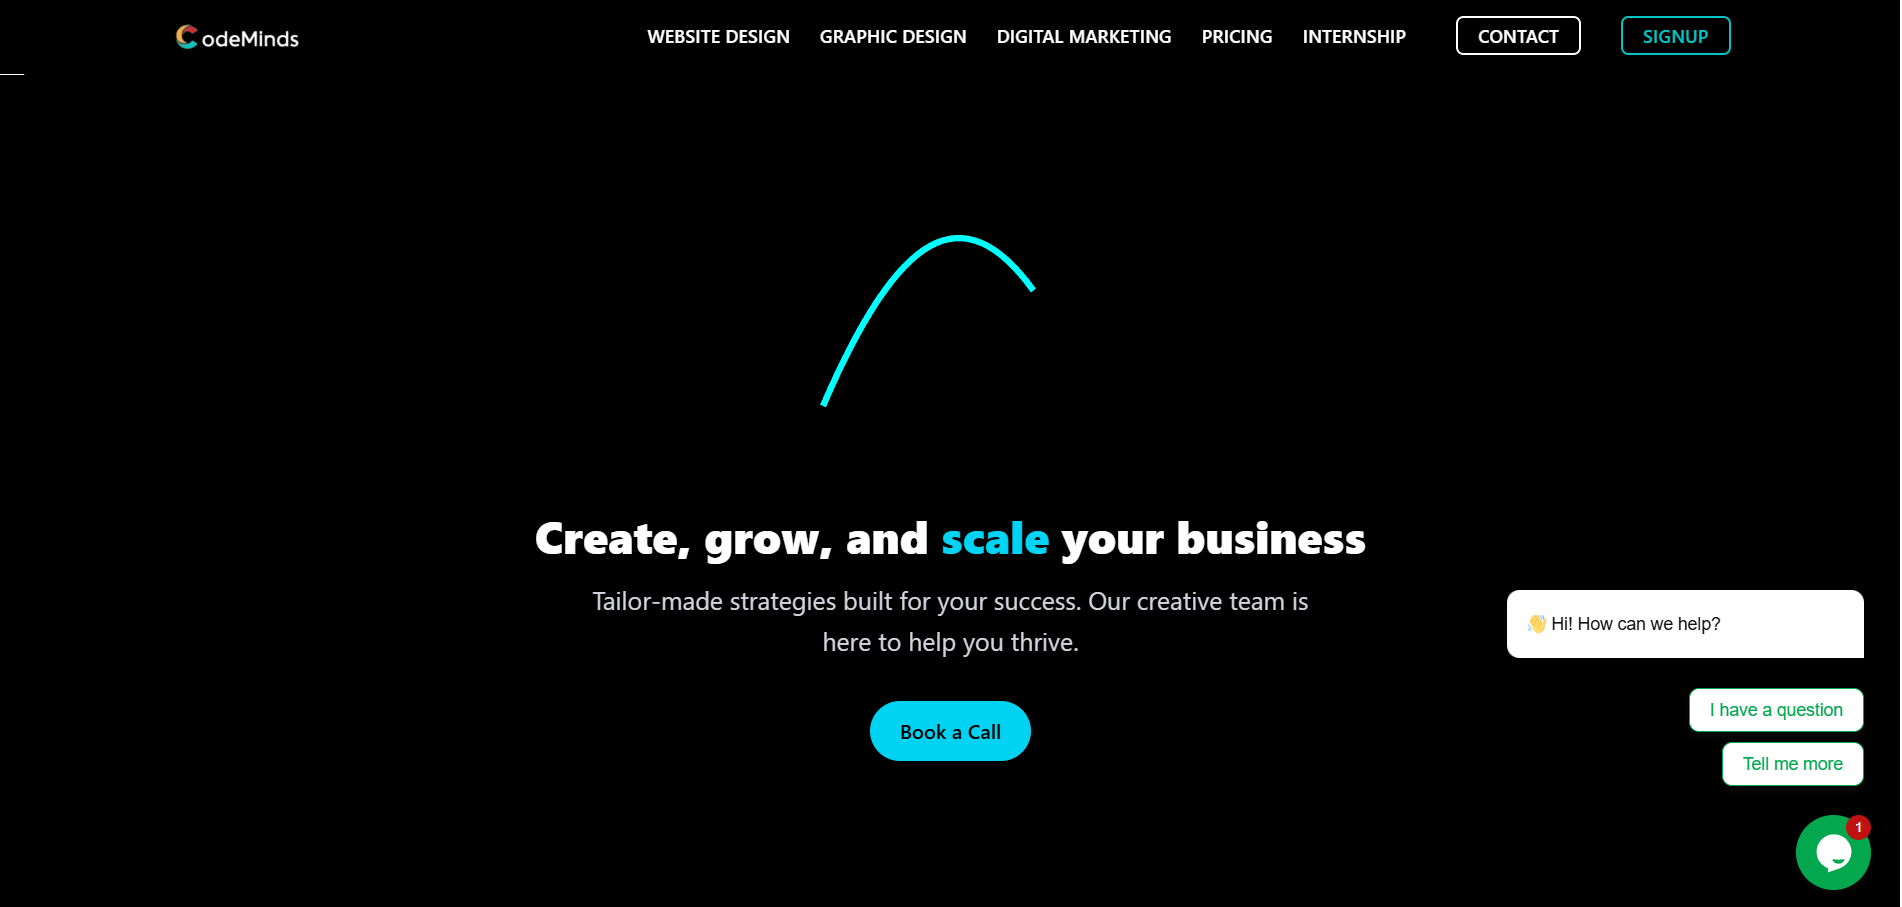 CodeMinds
WEBSITE DESIGN GRAPHIC DESIGN DIGITAL MARKETING PRICING INTERNSHIP CONTACT SIGNUP
Create, grow, and scale your business
Tailor-made strategies built for your success. Our creative team is
here to help you thrive.
Book a Call
👋 Hi! How can we help?
I have a question
Tell me more
1